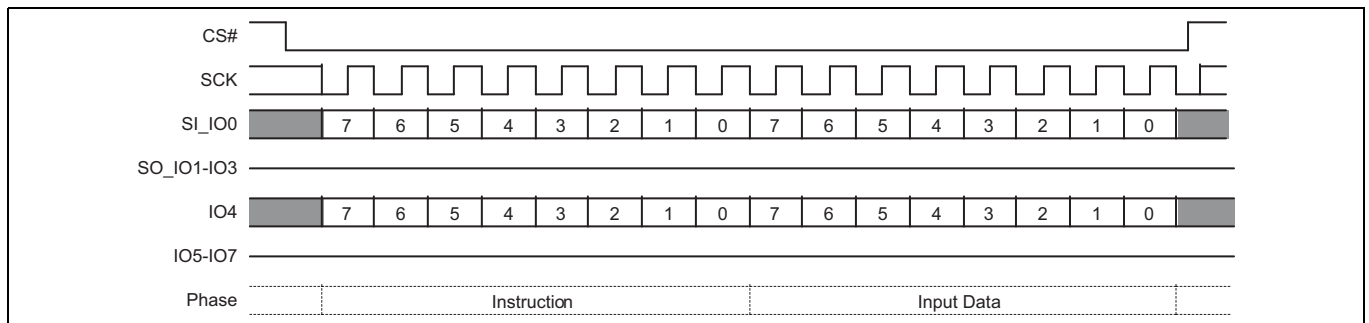 CS#
SCK
SI_IO0 7 6 5 4 3 2 1 0 7 6 5 4 3 2 1 0
SO_IO1-IO3
IO4 7 6 5 4 3 2 1 0 7 6 5 4 3 2 1 0
IO5-IO7
Phase Instruction Input Data